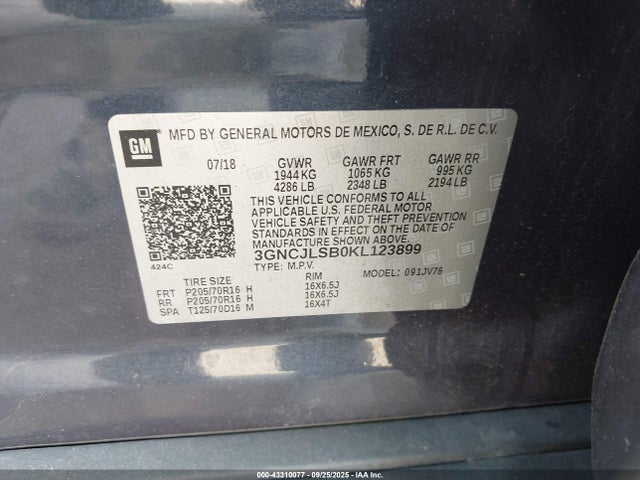 GM
MFD BY GENERAL MOTORS DE MEXICO, S. DE R.L. DE C.V.
07/18 GVWR GAWR FRT GAWR RR
1944 KG 1065 KG 995 KG
4286 LB 2348 LB 2194 LB
THIS VEHICLE CONFORMS TO ALL
APPLICABLE U.S. FEDERAL MOTOR
VEHICLE SAFETY AND THEFT PREVENTION
STANDARDS IN EFFECT ON THE DATE OF
MANUFACTURE SHOWN ABOVE.
3GNCJLSB0KL123899
424C TYPE: M.P.V. MODEL: 091JV76
TIRE SIZE RIM
FRT P205/70R16 H 16X6.5J
RR P205/70R16 H 16X6.5J
SPA T125/70D16 M 16X4T
000-43310077 - 09/25/2025 - IAAI, Inc.